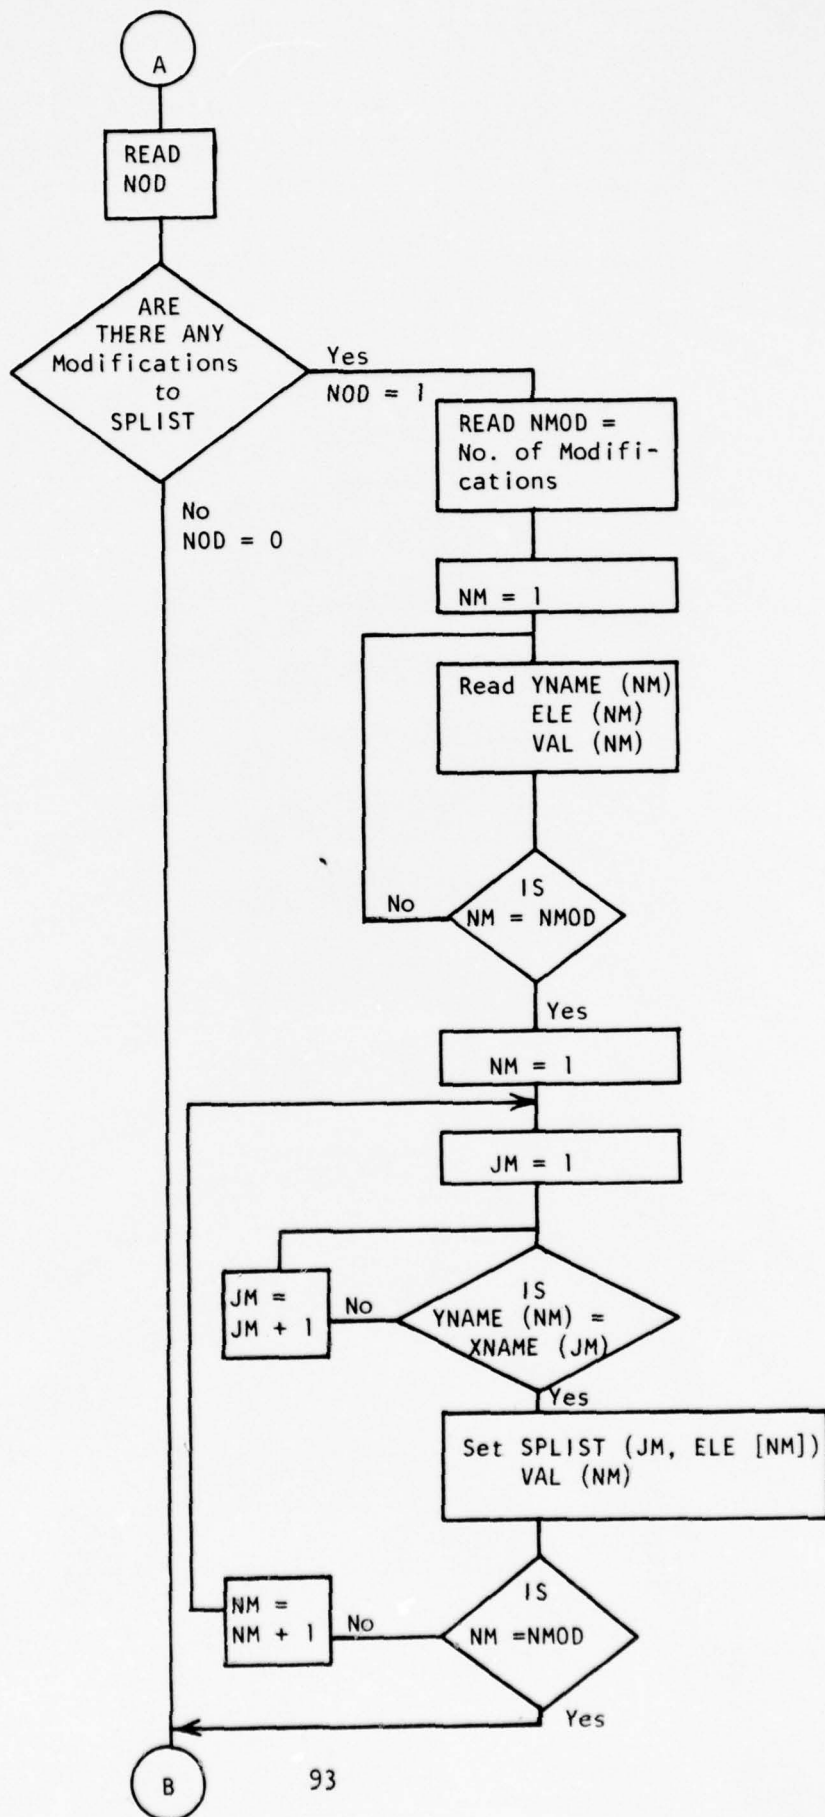 A
READ
NOD
ARE
THERE ANY
Modifications
to
SPLIST
Yes
NOD = 1
No
NOD = 0
READ NMOD =
No. of Modifi-
cations
NM = 1
Read YNAME (NM)
ELE (NM)
VAL (NM)
IS
NM = NMOD
No
Yes
NM = 1
JM = 1
IS
YNAME (NM) =
XNAME (JM)
No
JM =
JM + 1
Yes
Set SPLIST (JM, ELE [NM])
VAL (NM)
IS
NM =NMOD
No
NM =
NM + 1
Yes
B
93